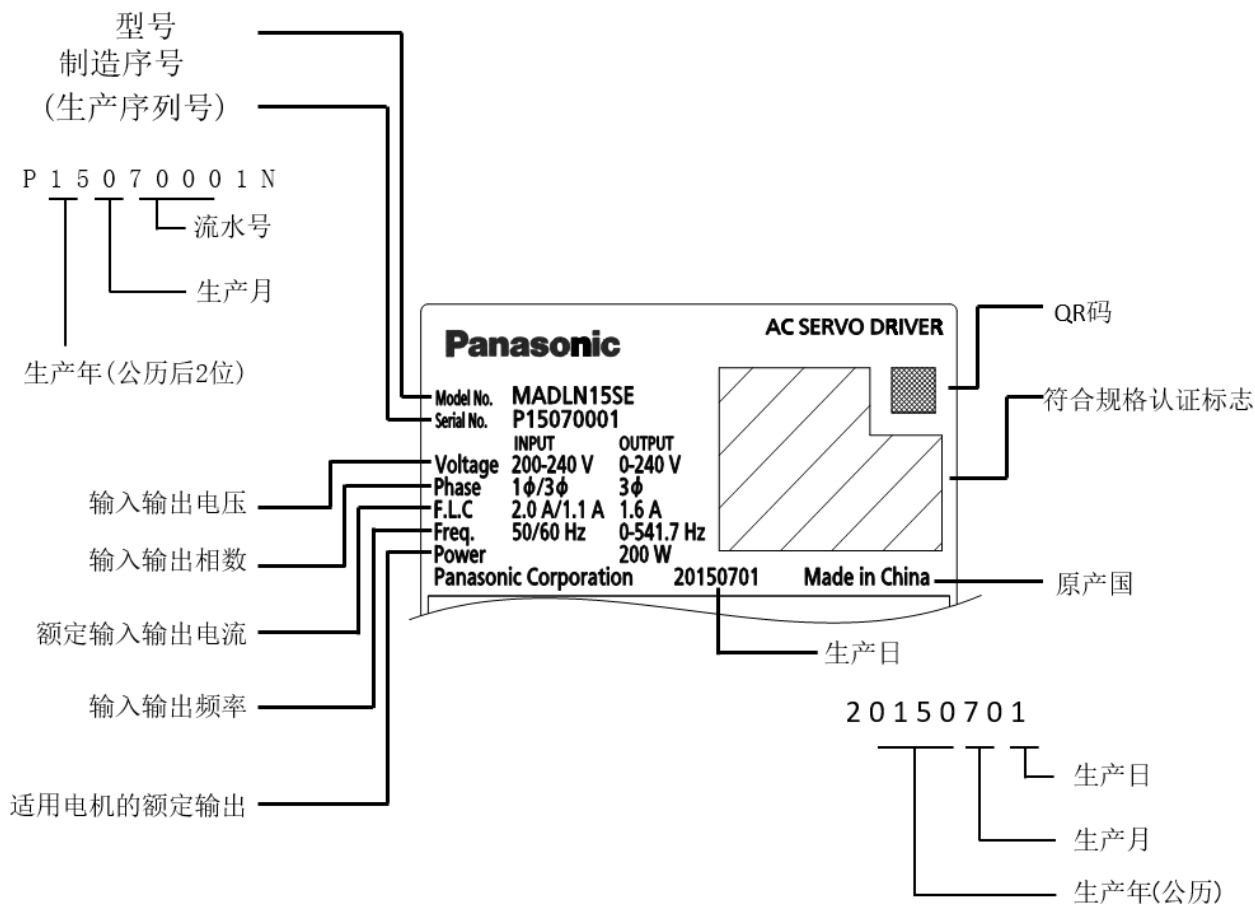 型号
制造序号
(生产序列号)
P 1 5 0 7 0 0 0 1 N
流水号
生产月
生产年(公历后2位)
Panasonic
AC SERVO DRIVER
Model No. MADLN15SE
Serial No. P15070001
INPUT OUTPUT
Voltage 200-240 V 0-240 V
Phase 1ϕ/3ϕ 3ϕ
F.L.C 2.0 A/1.1 A 1.6 A
Freq. 50/60 Hz 0-541.7 Hz
Power 200 W
Panasonic Corporation 20150701 Made in China
QR码
符合规格认证标志
原产国
输入输出电压
输入输出相数
额定输入输出电流
输入输出频率
适用电机的额定输出
生产日
2 0 1 5 0 7 0 1
生产日
生产月
生产年(公历)